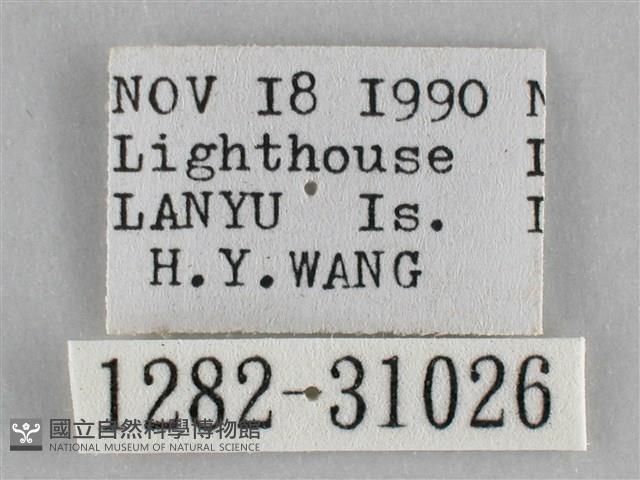 NOV 18 1990 N
Lighthouse L
LANYU Is. L
H.Y.WANG
1282-31026
國立自然科學博物館
NATIONAL MUSEUM OF NATURAL SCIENCE